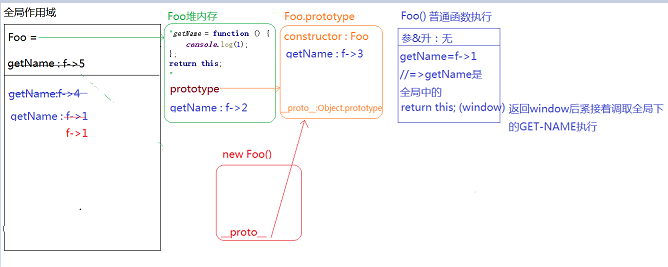 全局作用域
Foo =
getName : f->5
getName:f->4
getName : f->1
f->1
Foo堆内存
"getName = function () {
console.log(1);
};
return this;
"
prototype
getName : f->2
Foo.prototype
constructor : Foo
getName : f->3
__proto__:Object.prototype
Foo() 普通函数执行
参&升：无
getName=f->1
//=>getName是
全局中的
return this; (window)
返回window后紧接着调取全局下
的GET-NAME执行
new Foo()
__proto__